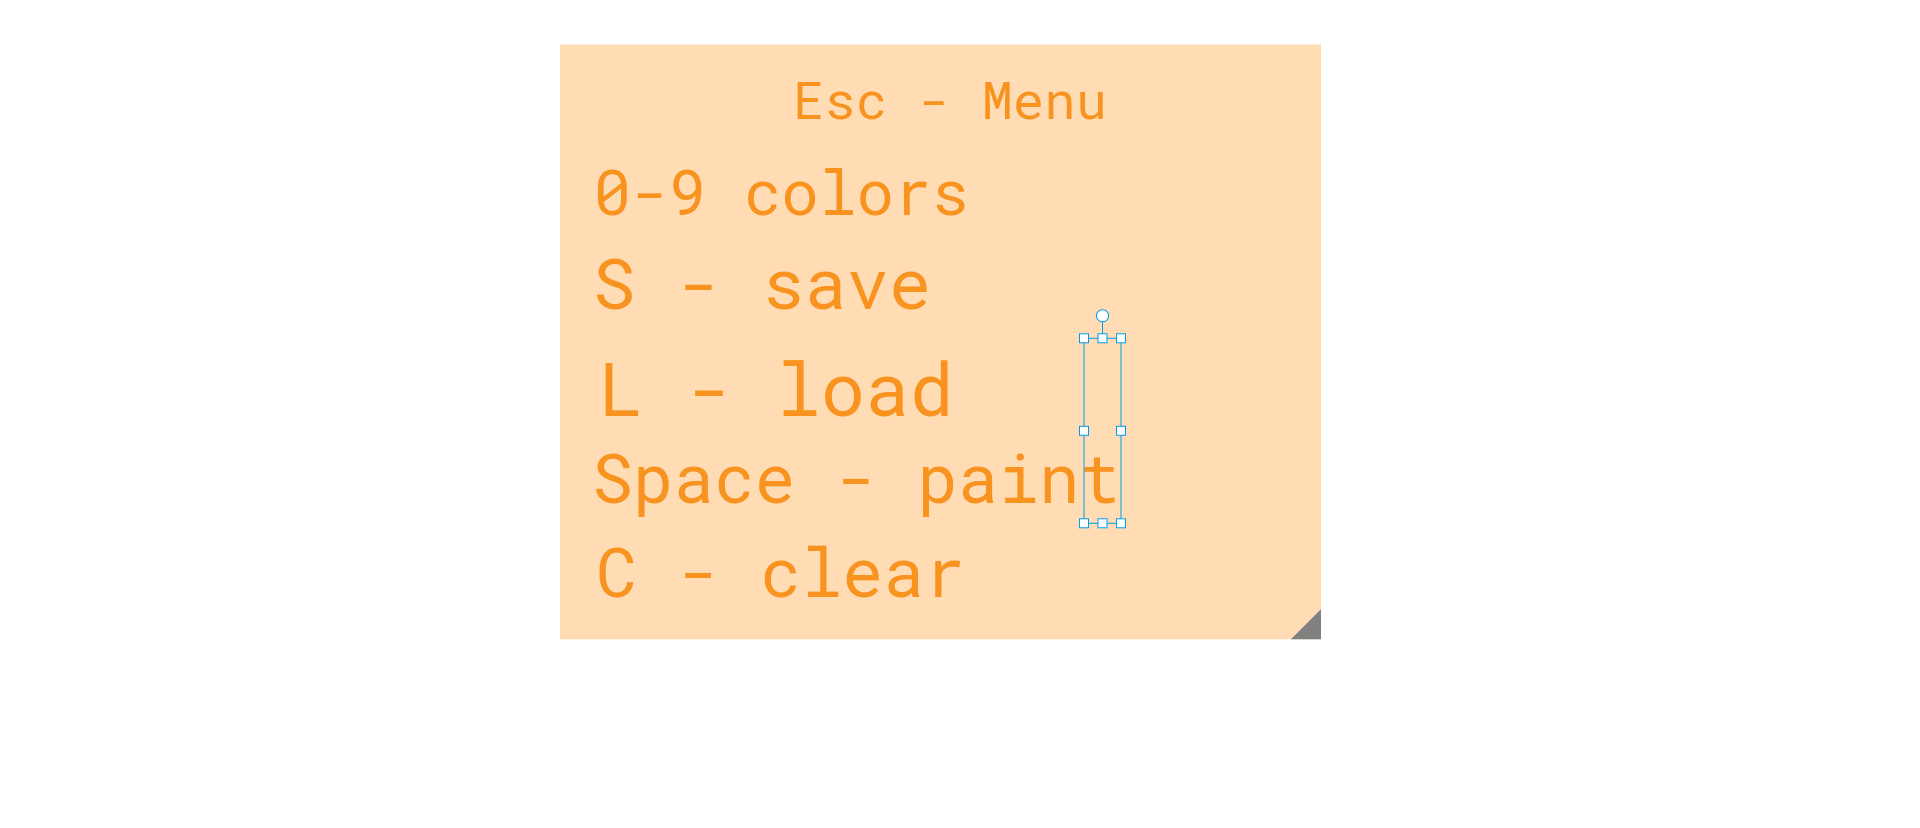 Esc - Menu
0-9 colors
S - save
L - load
Space - paint
C - clear